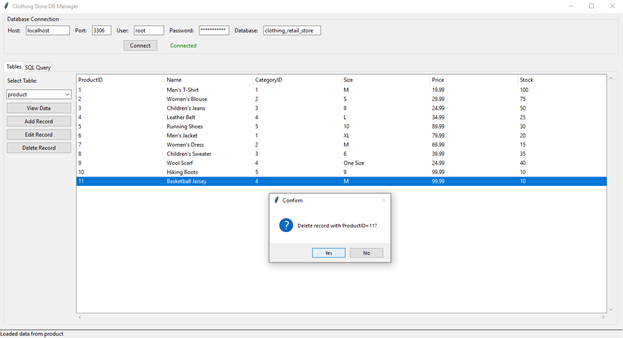 Clothing Store DB Manager
Database Connection
Host: localhost Port: 3306 User: root Password: *********** Database: clothing_retail_store
Connect Connected
Tables SQL Query
Select Table:
product
View Data
Add Record
Edit Record
Delete Record
ProductID Name CategoryID Size Price Stock
1 Men's T-Shirt 1 M 19.99 100
2 Women's Blouse 2 S 29.99 75
3 Children's Jeans 3 8 24.99 50
4 Leather Belt 4 L 34.99 25
5 Running Shoes 5 10 89.99 30
6 Men's Jacket 1 XL 79.99 20
7 Women's Dress 2 M 69.99 15
8 Children's Sweater 3 6 39.99 35
9 Wool Scarf 4 One Size 24.99 40
10 Hiking Boots 5 9 99.99 10
11 Basketball Jersey 4 M 99.99 10
Confirm
? Delete record with ProductID=11?
Yes No
Loaded data from product